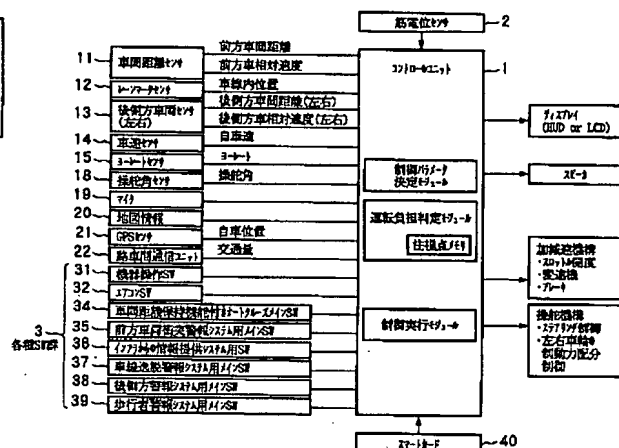 筋電位センサ
2
11
車間距離センサ
前方車間距離
前方車相対速度
12
レーンマーカセンサ
車線内位置
13
後側方車間センサ
(左右)
後側方車間距離(左右)
後側方車相対速度(左右)
14
車速センサ
自車速
15
ヨーレートセンサ
ヨーレート
18
操舵角センサ
操舵角
19
マイク
20
地図情報
21
GPSセンサ
自車位置
22
路車間通信ユニット
交通量
31
機器操作SW
32
エアコンSW
34
車間距離保持機能付オートクルーズメインSW
35
前方車両衝突警報システム用メインSW
36
インフラ時の情報提供システム用SW
37
車線逸脱警報システム用メインSW
38
後側方警報システム用メインSW
39
歩行者警報システム用メインSW
3
各種SW群
コントロールユニット
1
制御パラメータ
決定モジュール
運転負担判定モジュール
注視点メモリ
制御実行モジュール
ディスプレイ
(HUD or LCD)
スピーカ
加減速機構
・スロットル開度
・変速機
・ブレーキ
操舵機構
・ステアリング制御
・左右車輪の
制動力配分
制御
スマートカード
40